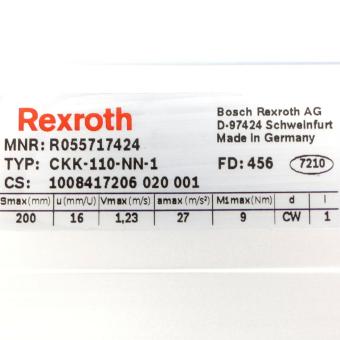 Rexroth
Bosch Rexroth AG
D-97424 Schweinfurt
Made in Germany
MNR: R055717424
TYP: CKK-110-NN-1 FD: 456 7210
CS: 1008417206 020 001
Smax(mm) u(mm/U) Vmax(m/s) amax(m/s²) M1max(Nm) d i
200 16 1,23 27 9 CW 1